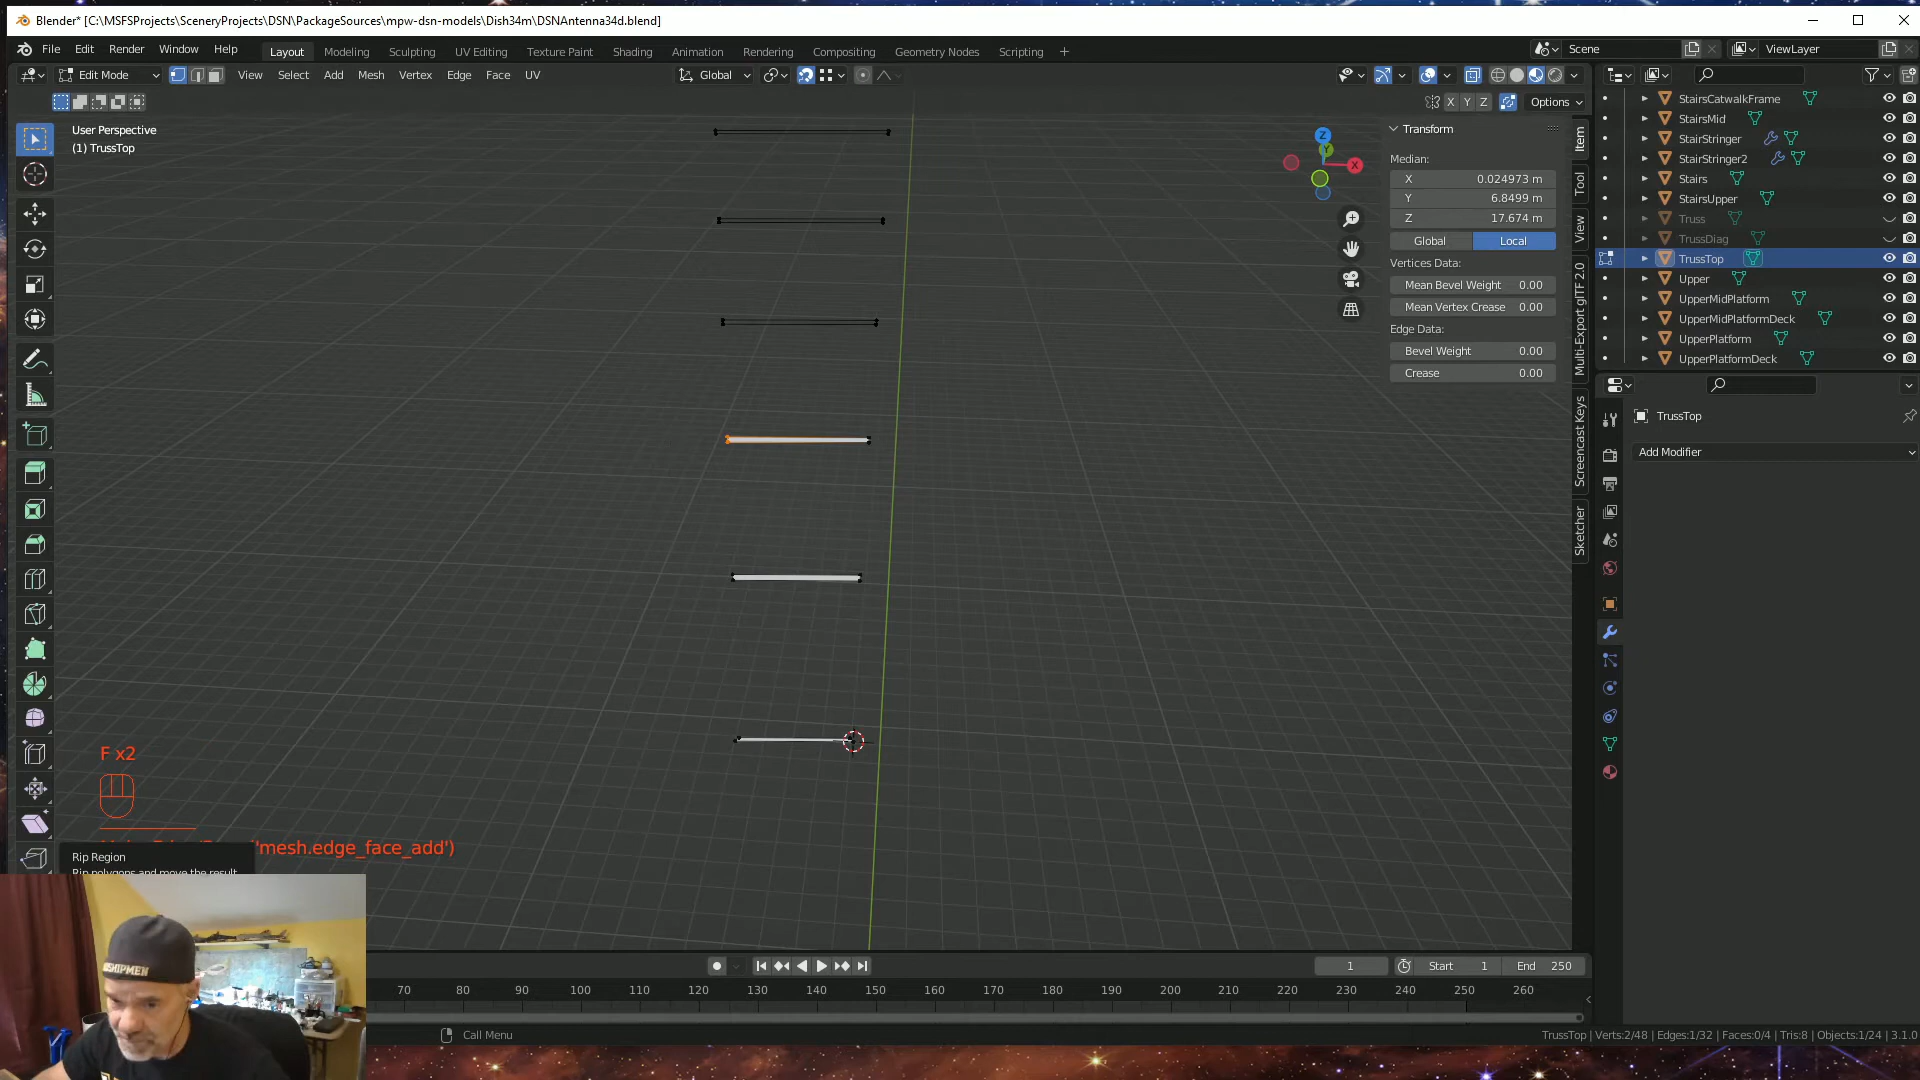 Blender* [C:\MSFSProjects\SceneryProjects\DSN\PackageSources\mpw-dsn-models\Dish34m\DSNAntenna34d.blend]
File Edit Render Window Help Layout Modeling Sculpting UV Editing Texture Paint Shading Animation Rendering Compositing Geometry Nodes Scripting + Scene ViewLayer
Edit Mode View Select Add Mesh Vertex Edge Face UV Global
X Y Z Options
User Perspective
(1) TrussTop
Z
Y
X
Transform
Median:
X 0.024973 m
Y 6.8499 m
Z 17.674 m
Global Local
Vertices Data:
Mean Bevel Weight 0.00
Mean Vertex Crease 0.00
Edge Data:
Bevel Weight 0.00
Crease 0.00
Item
Tool
View
Multi-Export glTF 2.0
Screencast Keys
Sketcher
StairsCatwalkFrame
StairsMid
StairStringer
StairStringer2
Stairs
StairsUpper
Truss
TrussDiag
TrussTop
Upper
UpperMidPlatform
UpperMidPlatformDeck
UpperPlatform
UpperPlatformDeck
TrussTop
Add Modifier
F x2
'mesh.edge_face_add')
Rip Region
Rip polygons and move the result
1 Start 1 End 250
70 80 90 100 110 120 130 140 150 160 170 180 190 200 210 220 230 240 250 260
Call Menu
TrussTop | Verts:2/48 | Edges:1/32 | Faces:0/4 | Tris:8 | Objects:1/24 | 3.1.0